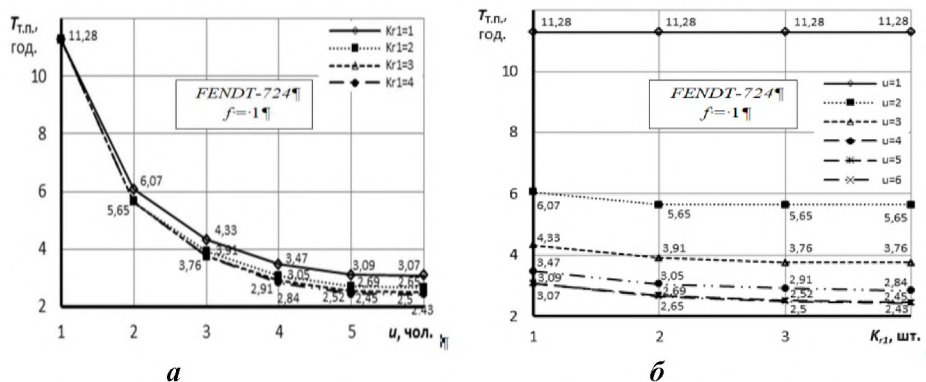 Tт.п.,
год.
10
8
6
4
2
11,28
6,07
5,65
4,33
3,91
3,76
3,47
3,05
2,91
2,84
3,09
2,69
2,52
2,45
3,07
2,65
2,5
2,43
Kr1=1
Kr1=2
Kr1=3
Kr1=4
FENDT-724¶
f·=·1¶
1 2 3 4 5 u, чол.
а
Tт.п.,
год.
10
8
6
4
2
11,28 11,28 11,28 11,28
u=1
u=2
u=3
u=4
u=5
u=6
FENDT-724¶
f·=·1¶
6,07 5,65 5,65 5,65
4,33 3,91 3,76 3,76
3,47 3,05 2,91 2,84
3,09 2,69 2,52 2,45
3,07 2,65 2,5 2,43
1 2 3 Kr1, шт.
б